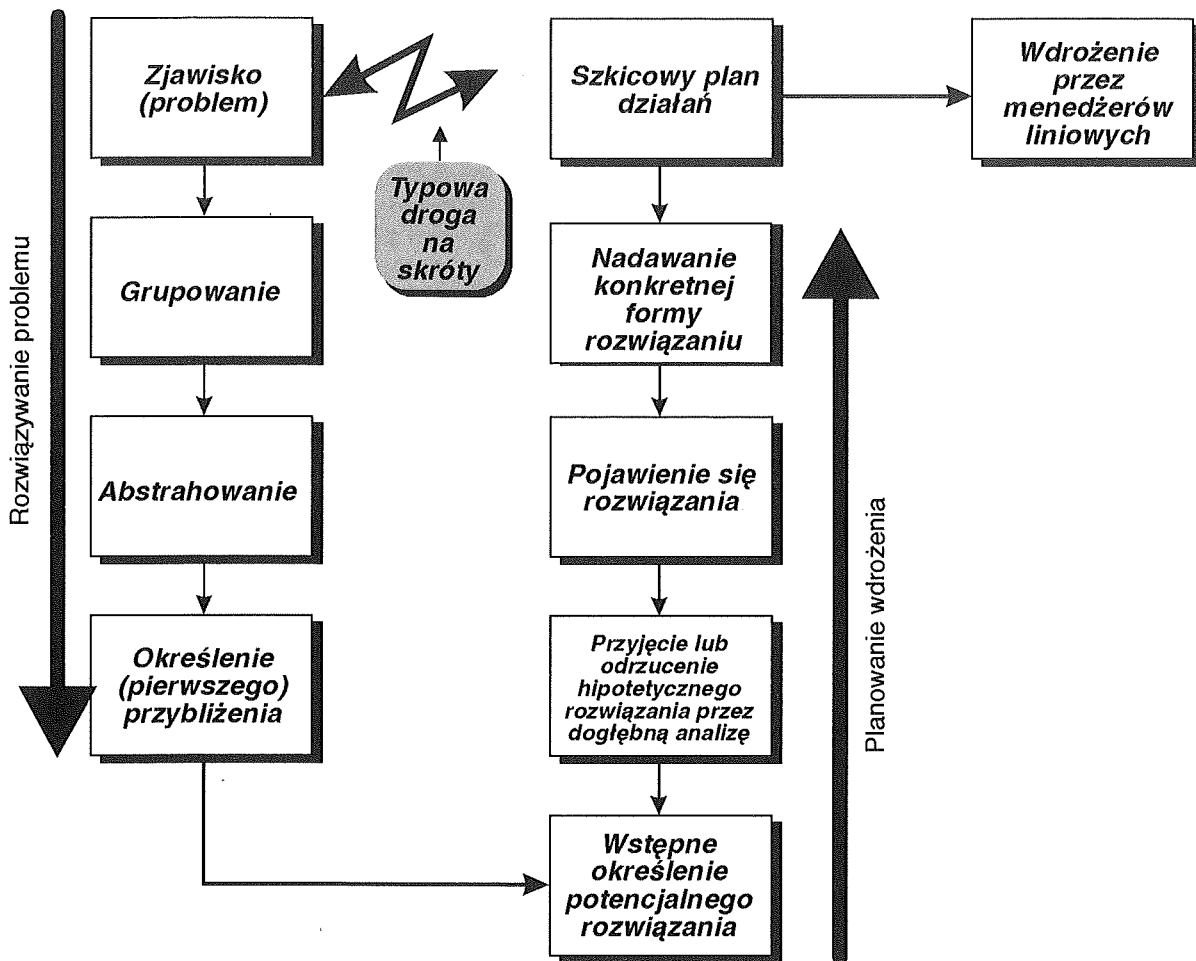 Zjawisko
(problem)
Grupowanie
Abstrahowanie
Określenie
(pierwszego)
przybliżenia
Rozwiązywanie problemu
Typowa
droga
na
skróty
Szkicowy plan
działań
Nadawanie
konkretnej
formy
rozwiązaniu
Pojawienie się
rozwiązania
Przyjęcie lub
odrzucenie
hipotetycznego
rozwiązania przez
dogłębną analizę
Wstępne
określenie
potencjalnego
rozwiązania
Planowanie wdrożenia
Wdrożenie
przez
menedżerów
liniowych